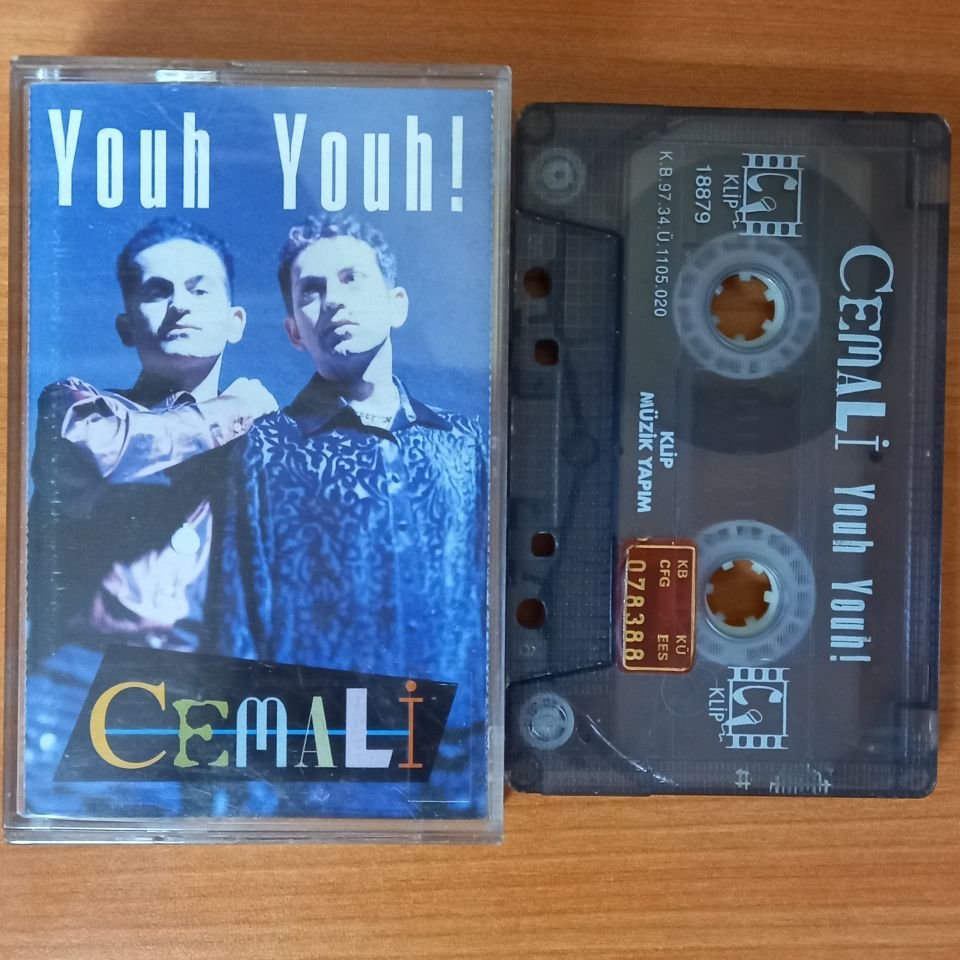 Youh Youh!
CEMALİ
KLİP
18879
K.B.97.34.Ü.1105.020
CEMALİ Youh Youh!
KLİP
MÜZİK YAPIM
KB KÜ
CFG EES
078388
KLİP